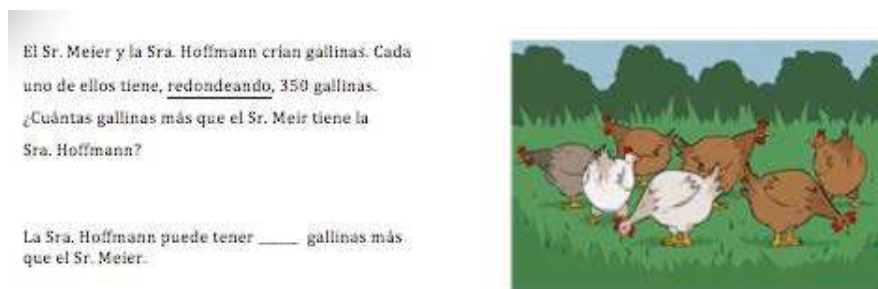 El Sr. Meier y la Sra. Hoffmann crían gallinas. Cada
uno de ellos tiene, redondeando, 350 gallinas.
¿Cuántas gallinas más que el Sr. Meir tiene la
Sra. Hoffmann?
La Sra. Hoffmann puede tener _____ gallinas más
que el Sr. Meier.